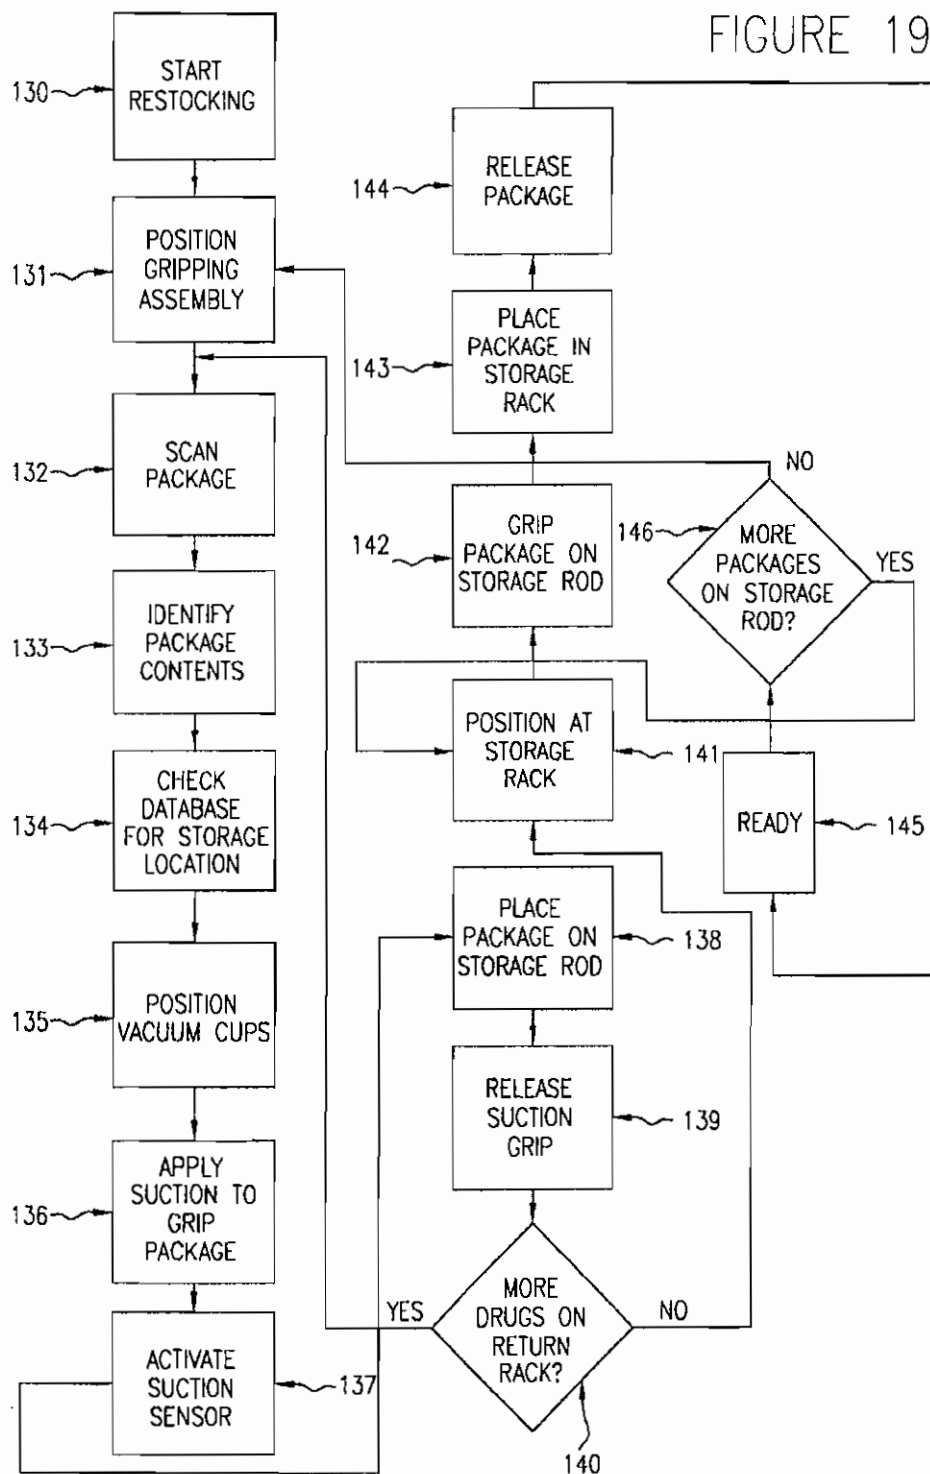 FIGURE 19
130
START
RESTOCKING
131
POSITION
GRIPPING
ASSEMBLY
132
SCAN
PACKAGE
133
IDENTIFY
PACKAGE
CONTENTS
134
CHECK
DATABASE
FOR STORAGE
LOCATION
135
POSITION
VACUUM CUPS
136
APPLY
SUCTION TO
GRIP
PACKAGE
ACTIVATE
SUCTION
SENSOR
137
PLACE
PACKAGE ON
STORAGE ROD
138
RELEASE
SUCTION
GRIP
139
MORE
DRUGS ON
RETURN
RACK?
YES
NO
140
POSITION AT
STORAGE
RACK
141
142
GRIP
PACKAGE ON
STORAGE ROD
143
PLACE
PACKAGE IN
STORAGE
RACK
144
RELEASE
PACKAGE
READY
145
146
MORE
PACKAGES
ON STORAGE
ROD?
NO
YES